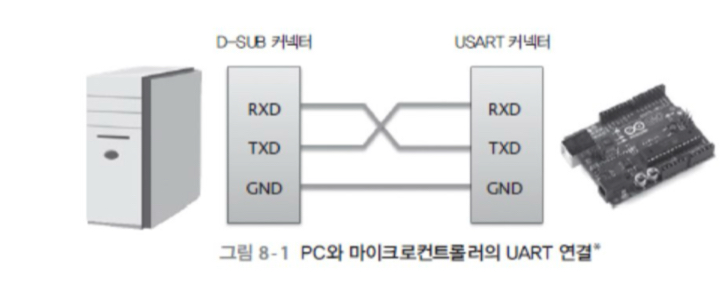 D-SUB 커넥터
USART 커넥터
RXD
RXD
TXD
TXD
GND
GND
그림 8-1 PC와 마이크로컨트롤러의 UART 연결*